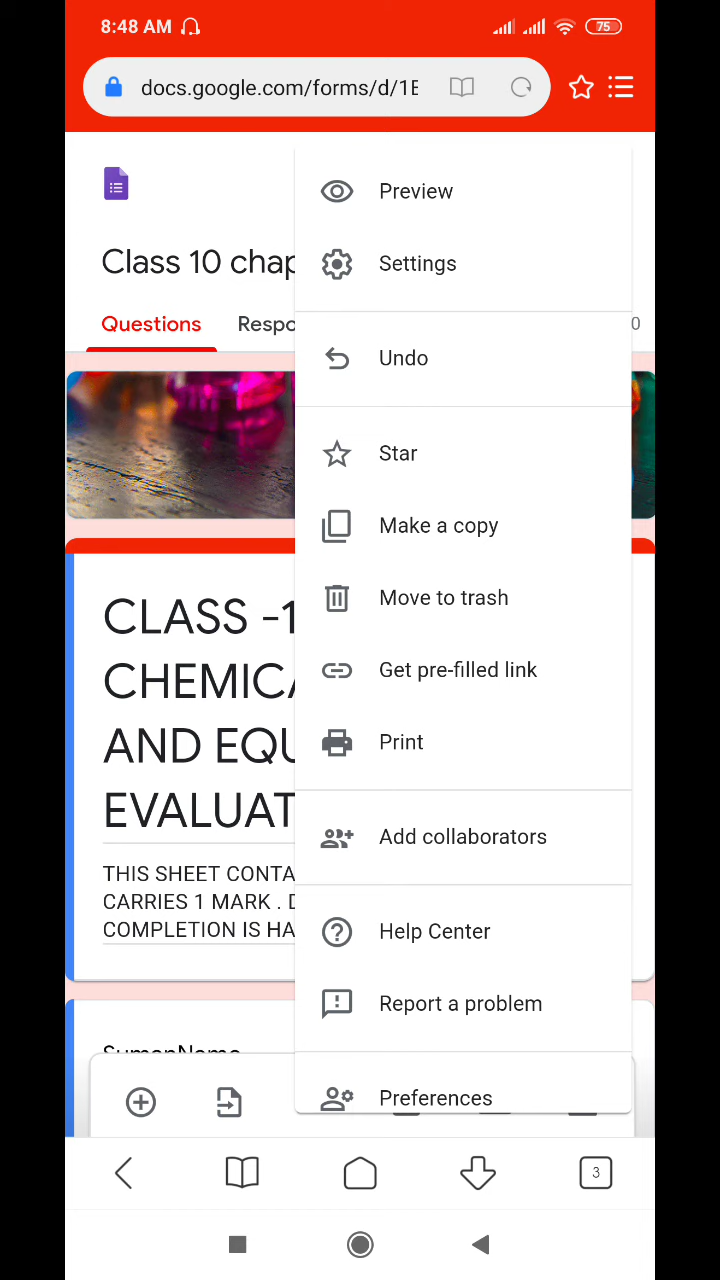 8:48 AM
75
docs.google.com/forms/d/1E
Preview
Class 10 chap
Settings
Questions
Respo
0
Undo
Star
Make a copy
Move to trash
Get pre-filled link
Print
CLASS -1
CHEMICA
AND EQU
EVALUAT
THIS SHEET CONTA
CARRIES 1 MARK . D
COMPLETION IS HA
Add collaborators
Help Center
Report a problem
SumanName
Preferences
3